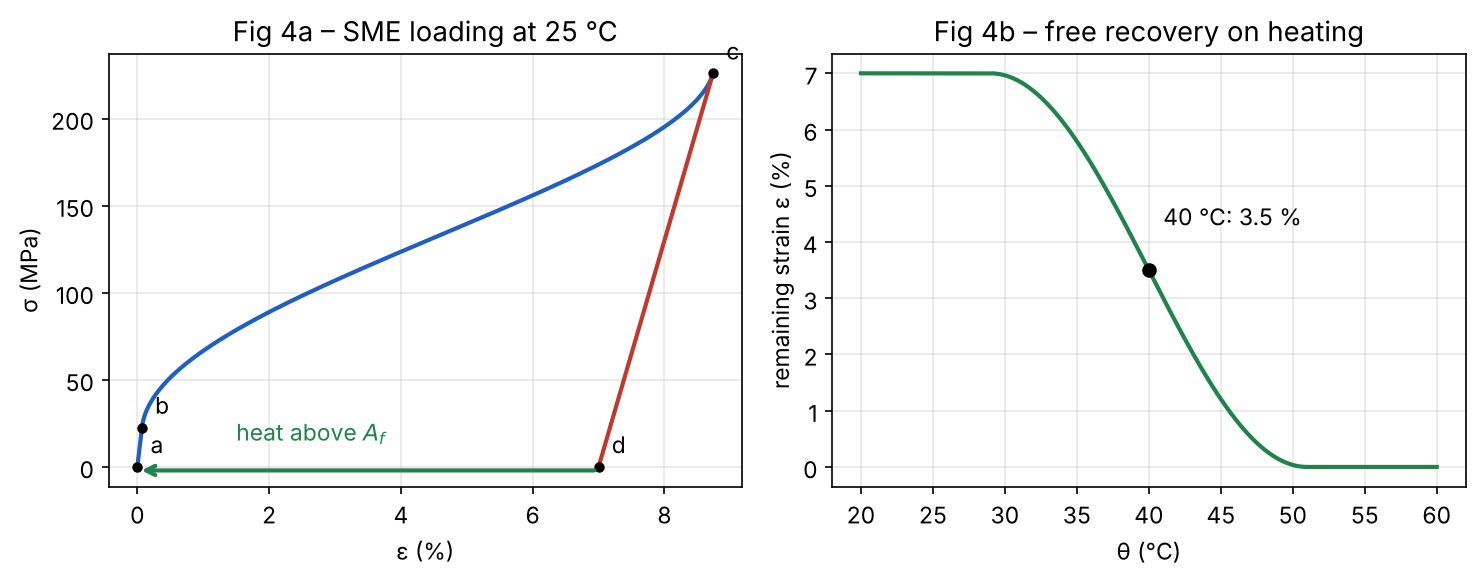 Fig 4a – SME loading at 25 °C
σ (MPa)
200
150
100
50
0
a
b
c
d
heat above A_f
0 2 4 6 8
ε (%)
Fig 4b – free recovery on heating
remaining strain ε (%)
7
6
5
4
3
2
1
0
40 °C: 3.5 %
20 25 30 35 40 45 50 55 60
θ (°C)